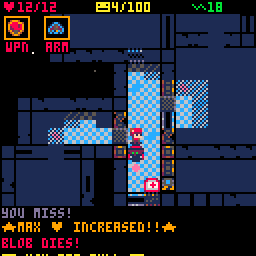 ♥12/12 4/100 18
WPN. ARM
YOU MISS!
★MAX ♥ INCREASED!!★
BLOB DIES!